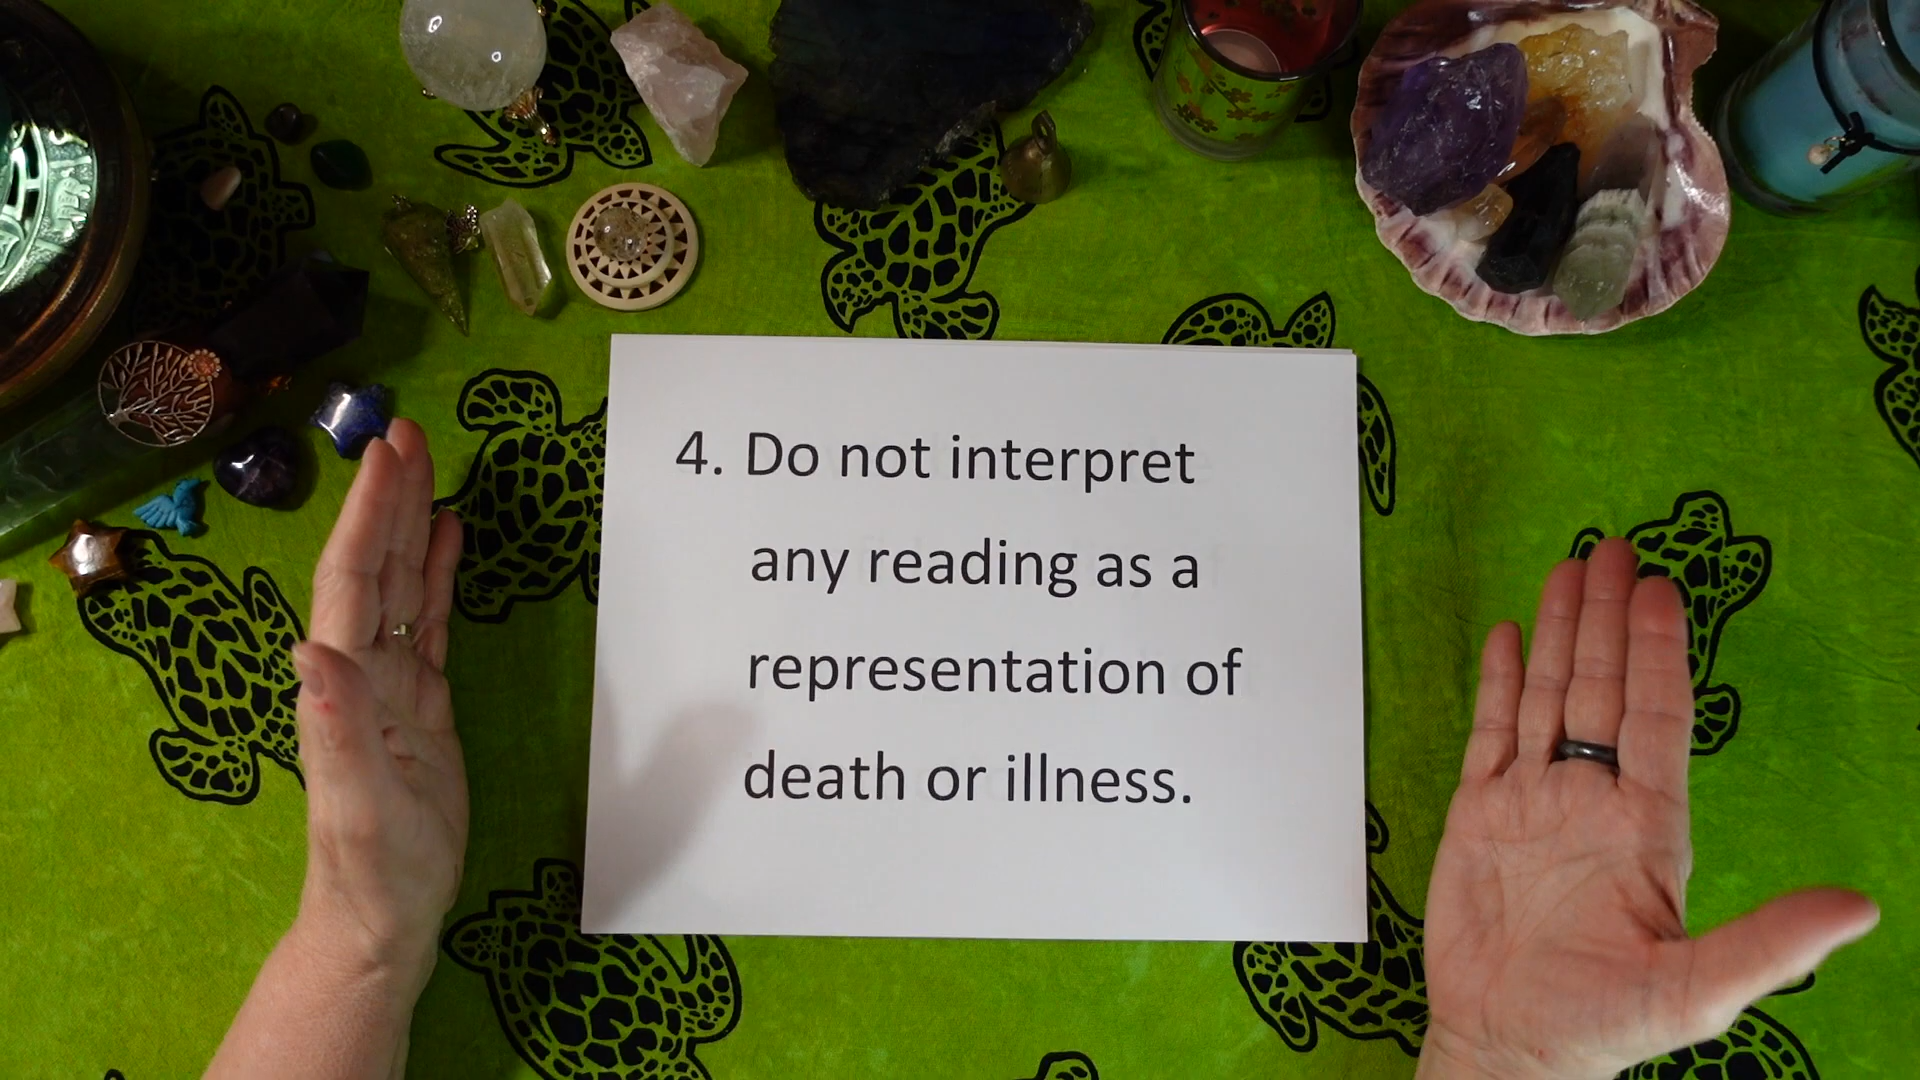 4. Do not interpret
any reading as a
representation of
death or illness.